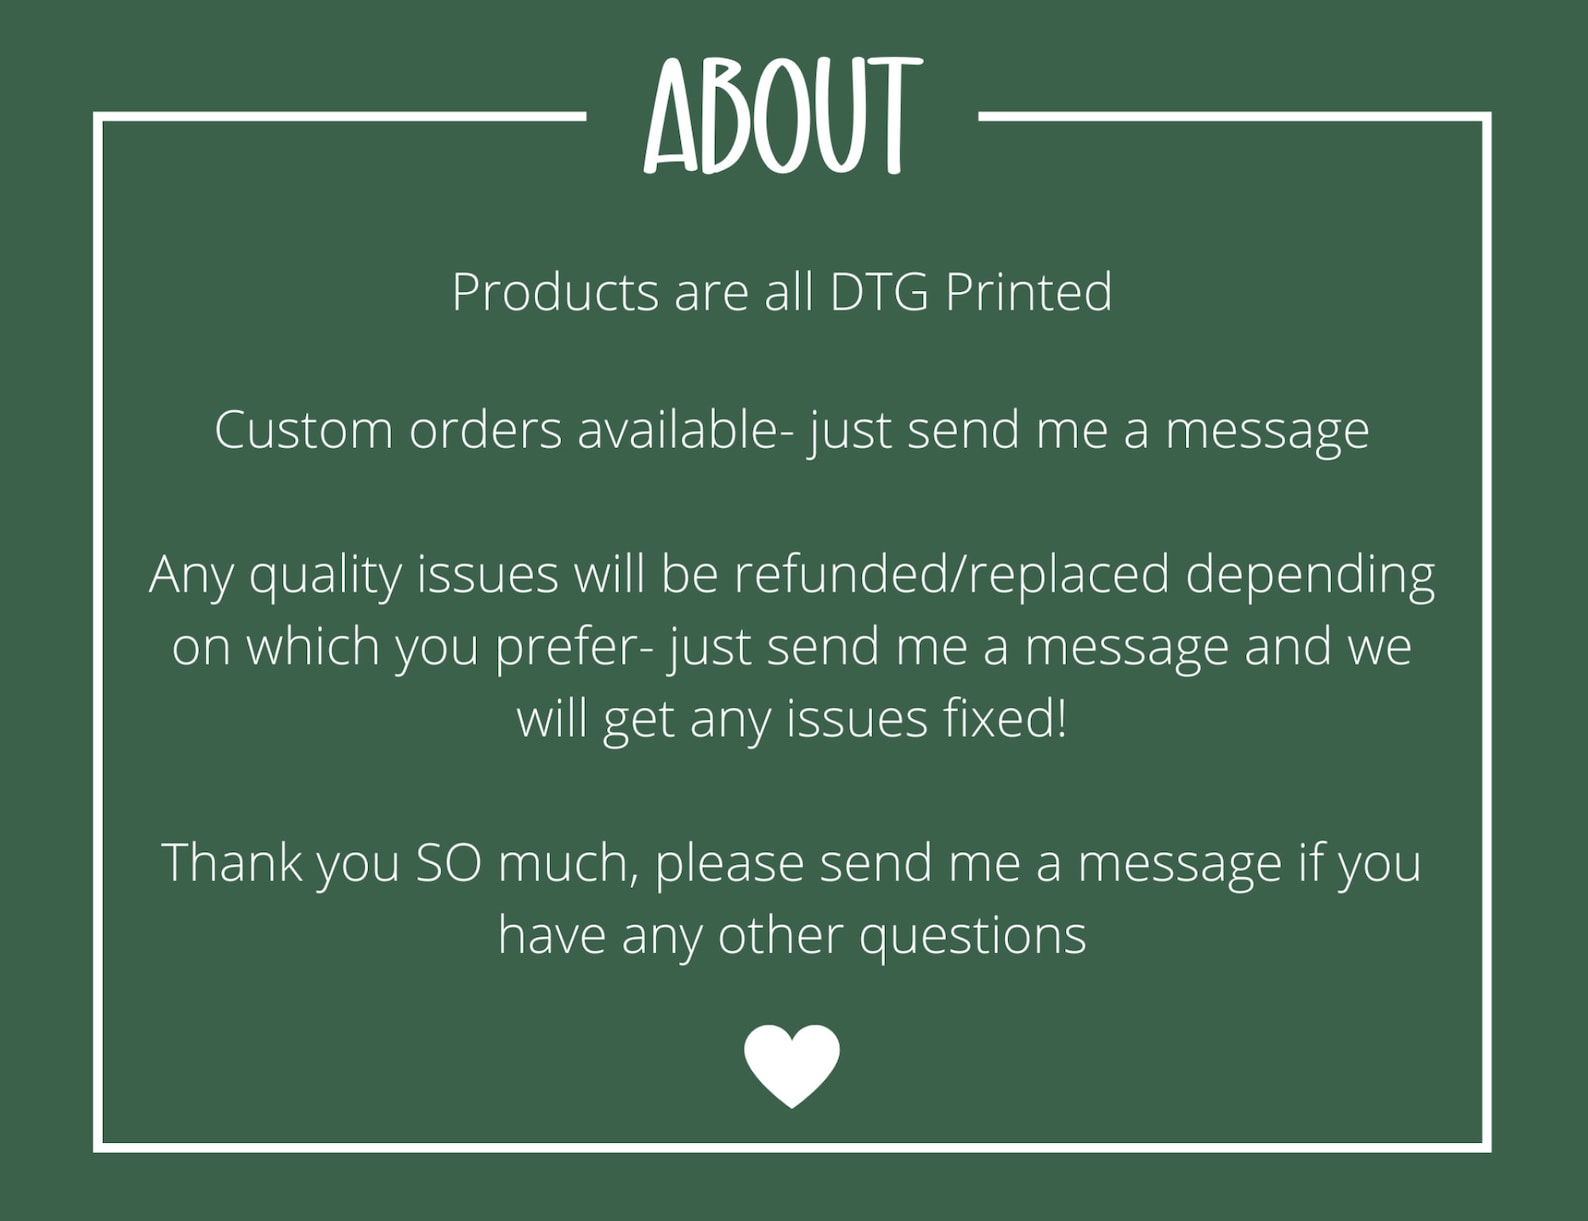 ABOUT
Products are all DTG Printed
Custom orders available- just send me a message
Any quality issues will be refunded/replaced depending
on which you prefer- just send me a message and we
will get any issues fixed!
Thank you SO much, please send me a message if you
have any other questions